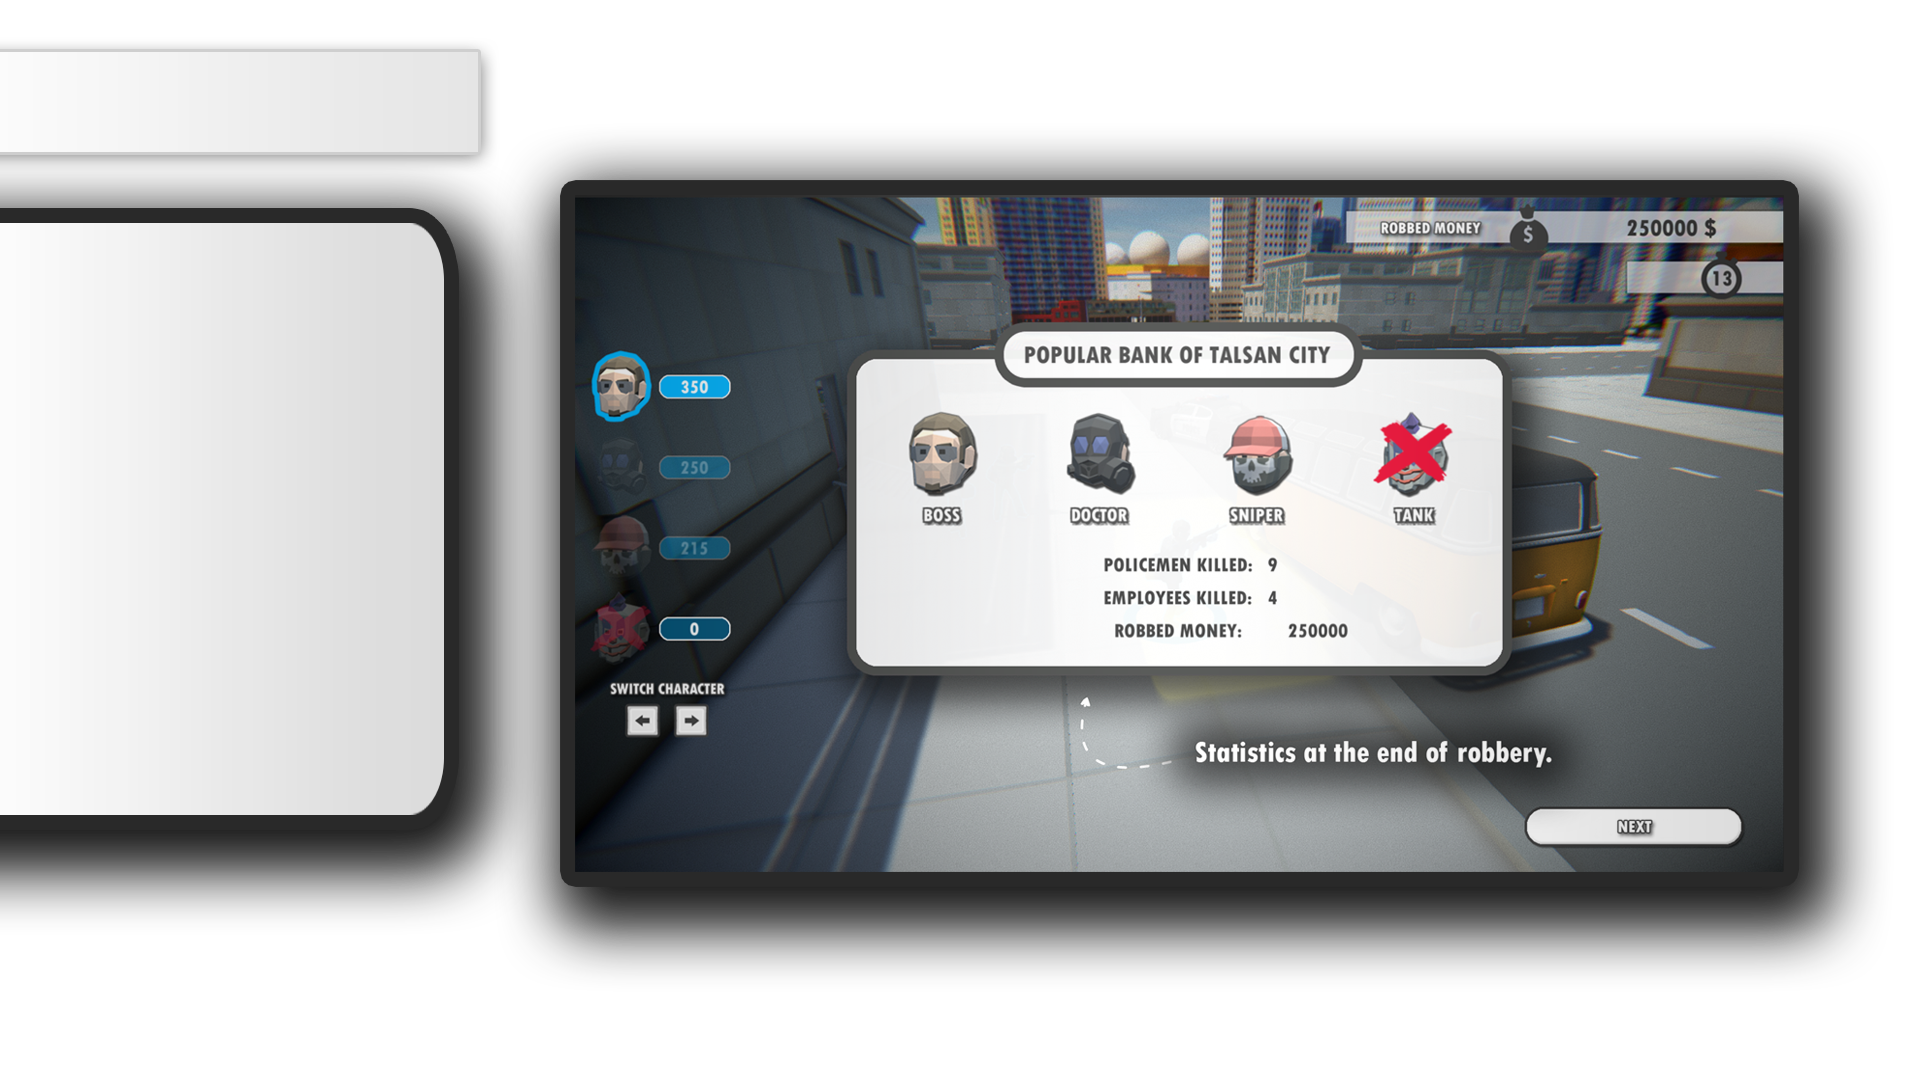 ROBBED MONEY $ 250000 $
13
POPULAR BANK OF TALSAN CITY
350
250
215
0
BOSS DOCTOR SNIPER TANK
POLICEMEN KILLED: 9
EMPLOYEES KILLED: 4
ROBBED MONEY: 250000
SWITCH CHARACTER
Statistics at the end of robbery.
NEXT